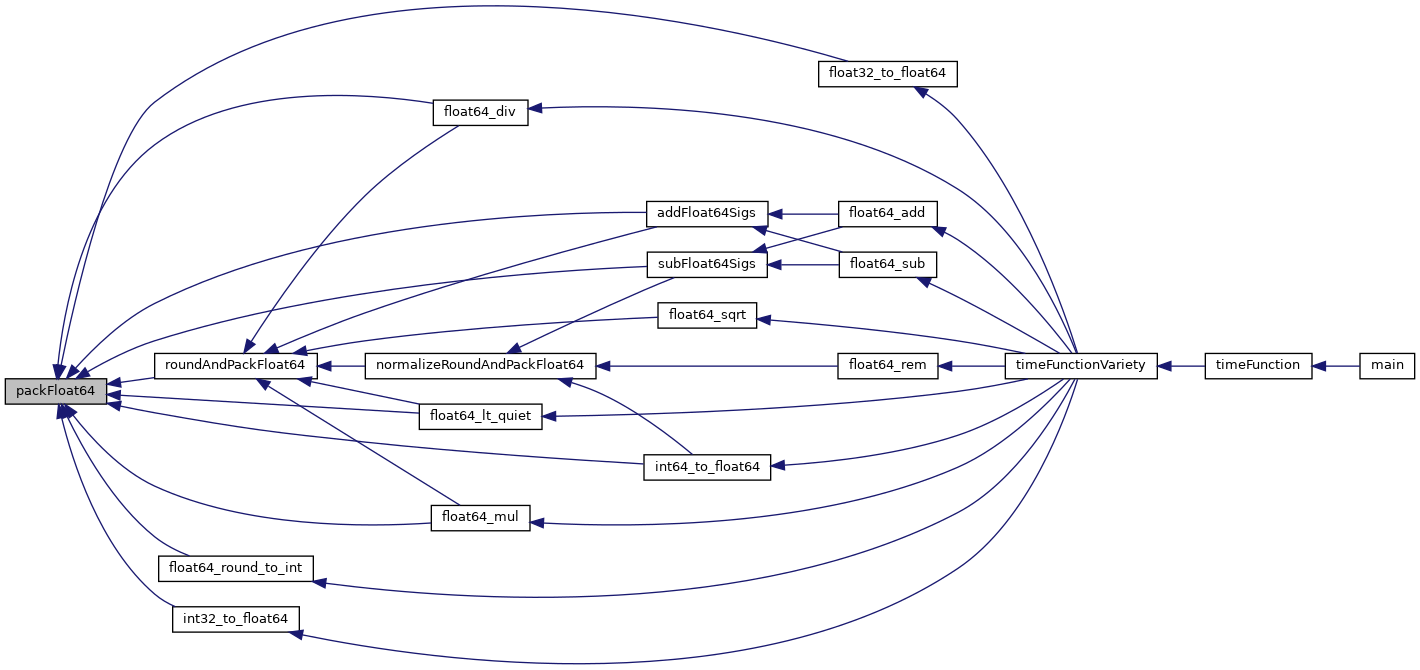 float32_to_float64
float64_div
addFloat64Sigs
float64_add
subFloat64Sigs
float64_sub
float64_sqrt
roundAndPackFloat64
normalizeRoundAndPackFloat64
float64_rem
timeFunctionVariety
timeFunction
main
packFloat64
float64_lt_quiet
int64_to_float64
float64_mul
float64_round_to_int
int32_to_float64